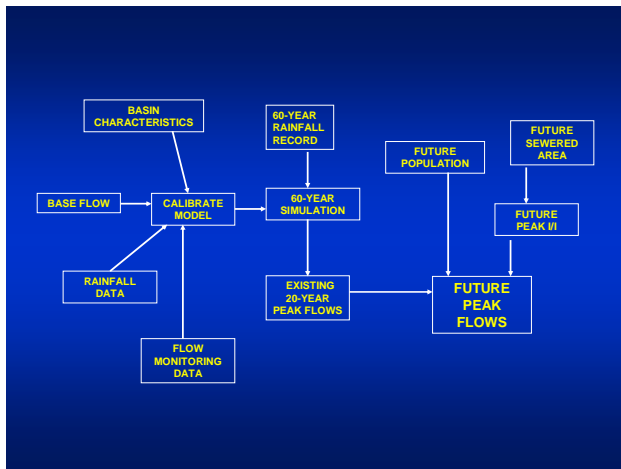 BASIN
CHARACTERISTICS
60-YEAR
RAINFALL
RECORD
FUTURE
POPULATION
FUTURE
SEWERED
AREA
BASE FLOW
CALIBRATE
MODEL
60-YEAR
SIMULATION
FUTURE
PEAK I/I
RAINFALL
DATA
EXISTING
20-YEAR
PEAK FLOWS
FUTURE
PEAK
FLOWS
FLOW
MONITORING
DATA